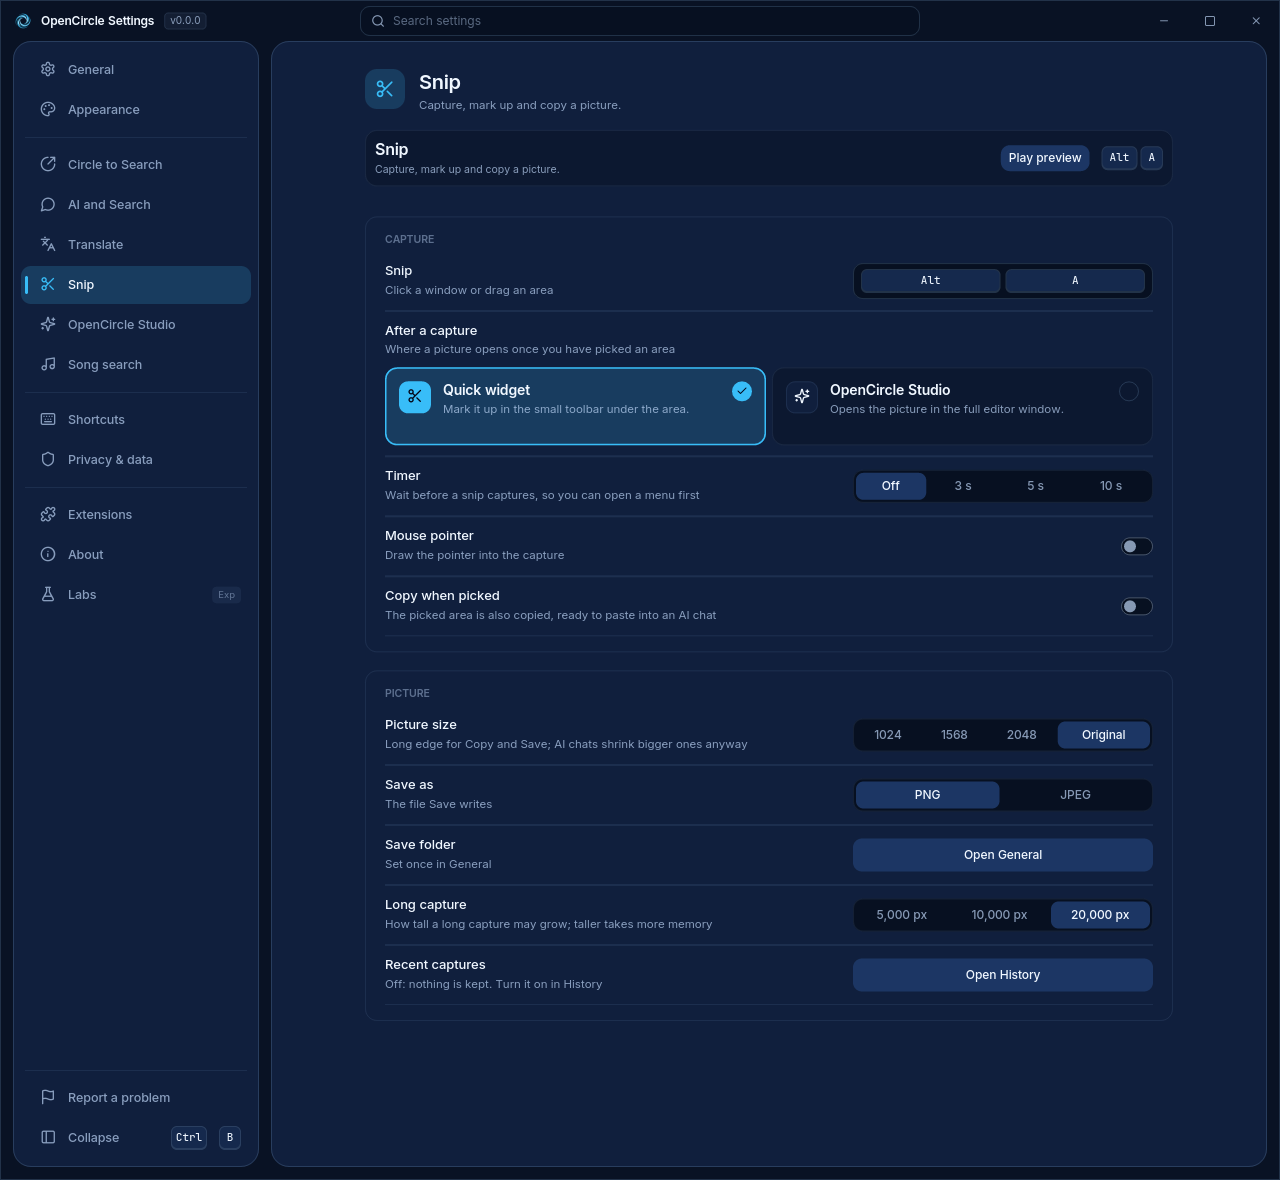 OpenCircle Settings v0.0.0
Search settings
General
Appearance
Circle to Search
AI and Search
Translate
Snip
OpenCircle Studio
Song search
Shortcuts
Privacy & data
Extensions
About
Labs Exp
Report a problem
Collapse Ctrl B
Snip
Capture, mark up and copy a picture.
Snip
Capture, mark up and copy a picture.
Play preview Alt A
CAPTURE
Snip
Click a window or drag an area
Alt A
After a capture
Where a picture opens once you have picked an area
Quick widget
Mark it up in the small toolbar under the area.
OpenCircle Studio
Opens the picture in the full editor window.
Timer
Wait before a snip captures, so you can open a menu first
Off 3 s 5 s 10 s
Mouse pointer
Draw the pointer into the capture
Copy when picked
The picked area is also copied, ready to paste into an AI chat
PICTURE
Picture size
Long edge for Copy and Save; AI chats shrink bigger ones anyway
1024 1568 2048 Original
Save as
The file Save writes
PNG JPEG
Save folder
Set once in General
Open General
Long capture
How tall a long capture may grow; taller takes more memory
5,000 px 10,000 px 20,000 px
Recent captures
Off: nothing is kept. Turn it on in History
Open History